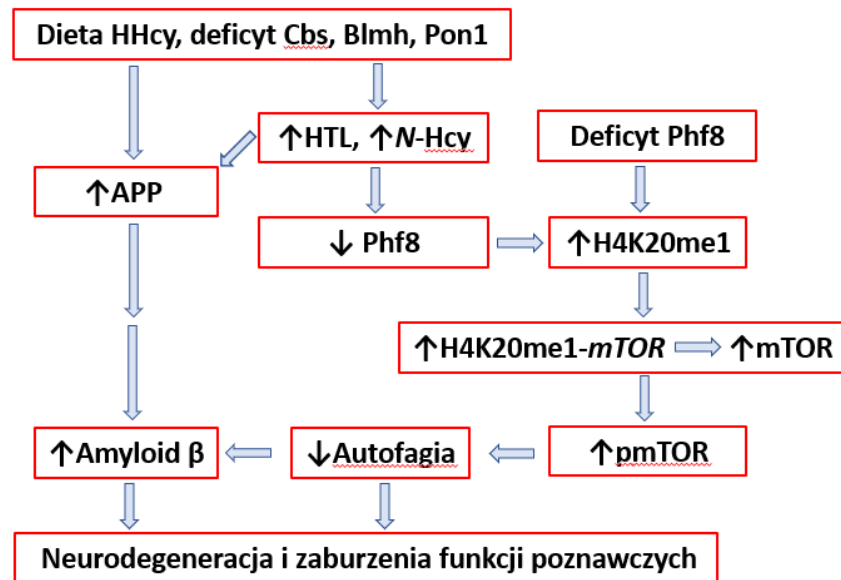 Dieta HHcy, deficyt Cbs, Blmh, Pon1
↑HTL, ↑N-Hcy
Deficyt Phf8
↑APP
↓ Phf8
↑H4K20me1
↑H4K20me1-mTOR ↑mTOR
↑Amyloid β
↓Autofagia
↑pmTOR
Neurodegeneracja i zaburzenia funkcji poznawczych